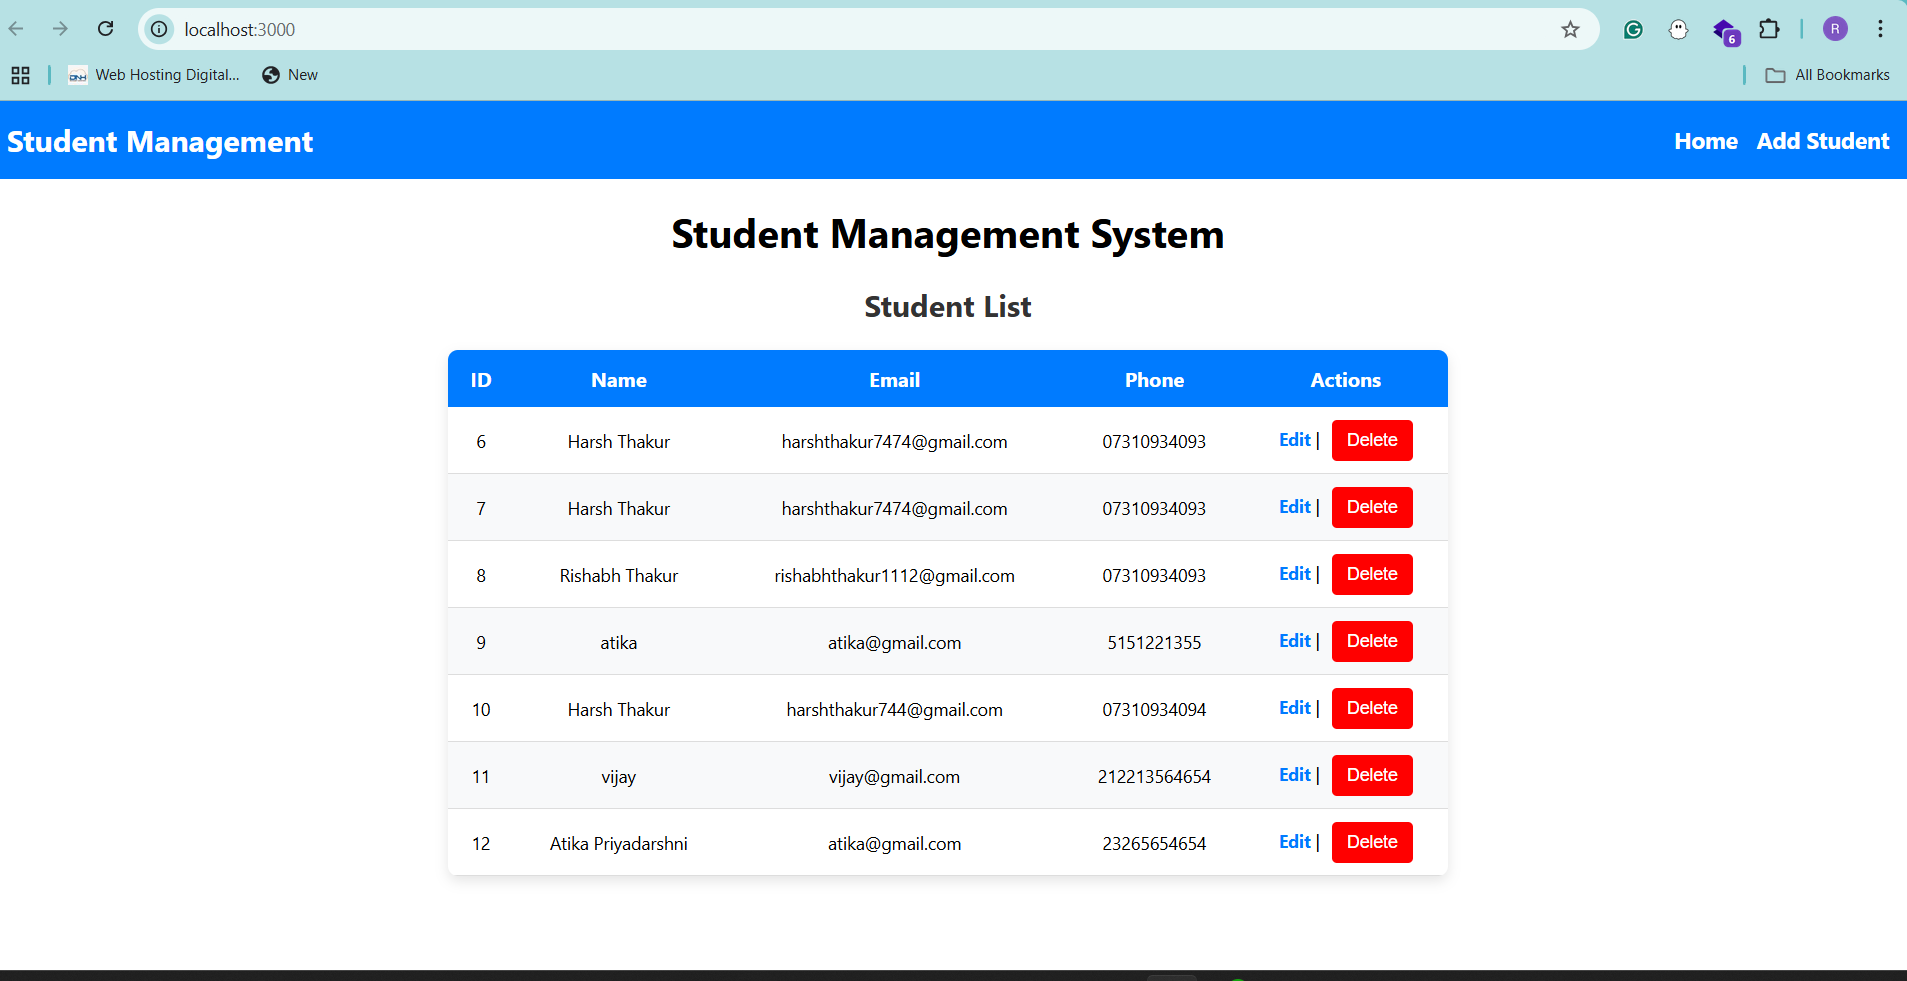 localhost:3000
6
R
Web Hosting Digital...
New
All Bookmarks
Student Management
Home Add Student
Student Management System
Student List
ID Name Email Phone Actions
6 Harsh Thakur harshthakur7474@gmail.com 07310934093 Edit | Delete
7 Harsh Thakur harshthakur7474@gmail.com 07310934093 Edit | Delete
8 Rishabh Thakur rishabhthakur1112@gmail.com 07310934093 Edit | Delete
9 atika atika@gmail.com 5151221355 Edit | Delete
10 Harsh Thakur harshthakur744@gmail.com 07310934094 Edit | Delete
11 vijay vijay@gmail.com 212213564654 Edit | Delete
12 Atika Priyadarshni atika@gmail.com 23265654654 Edit | Delete